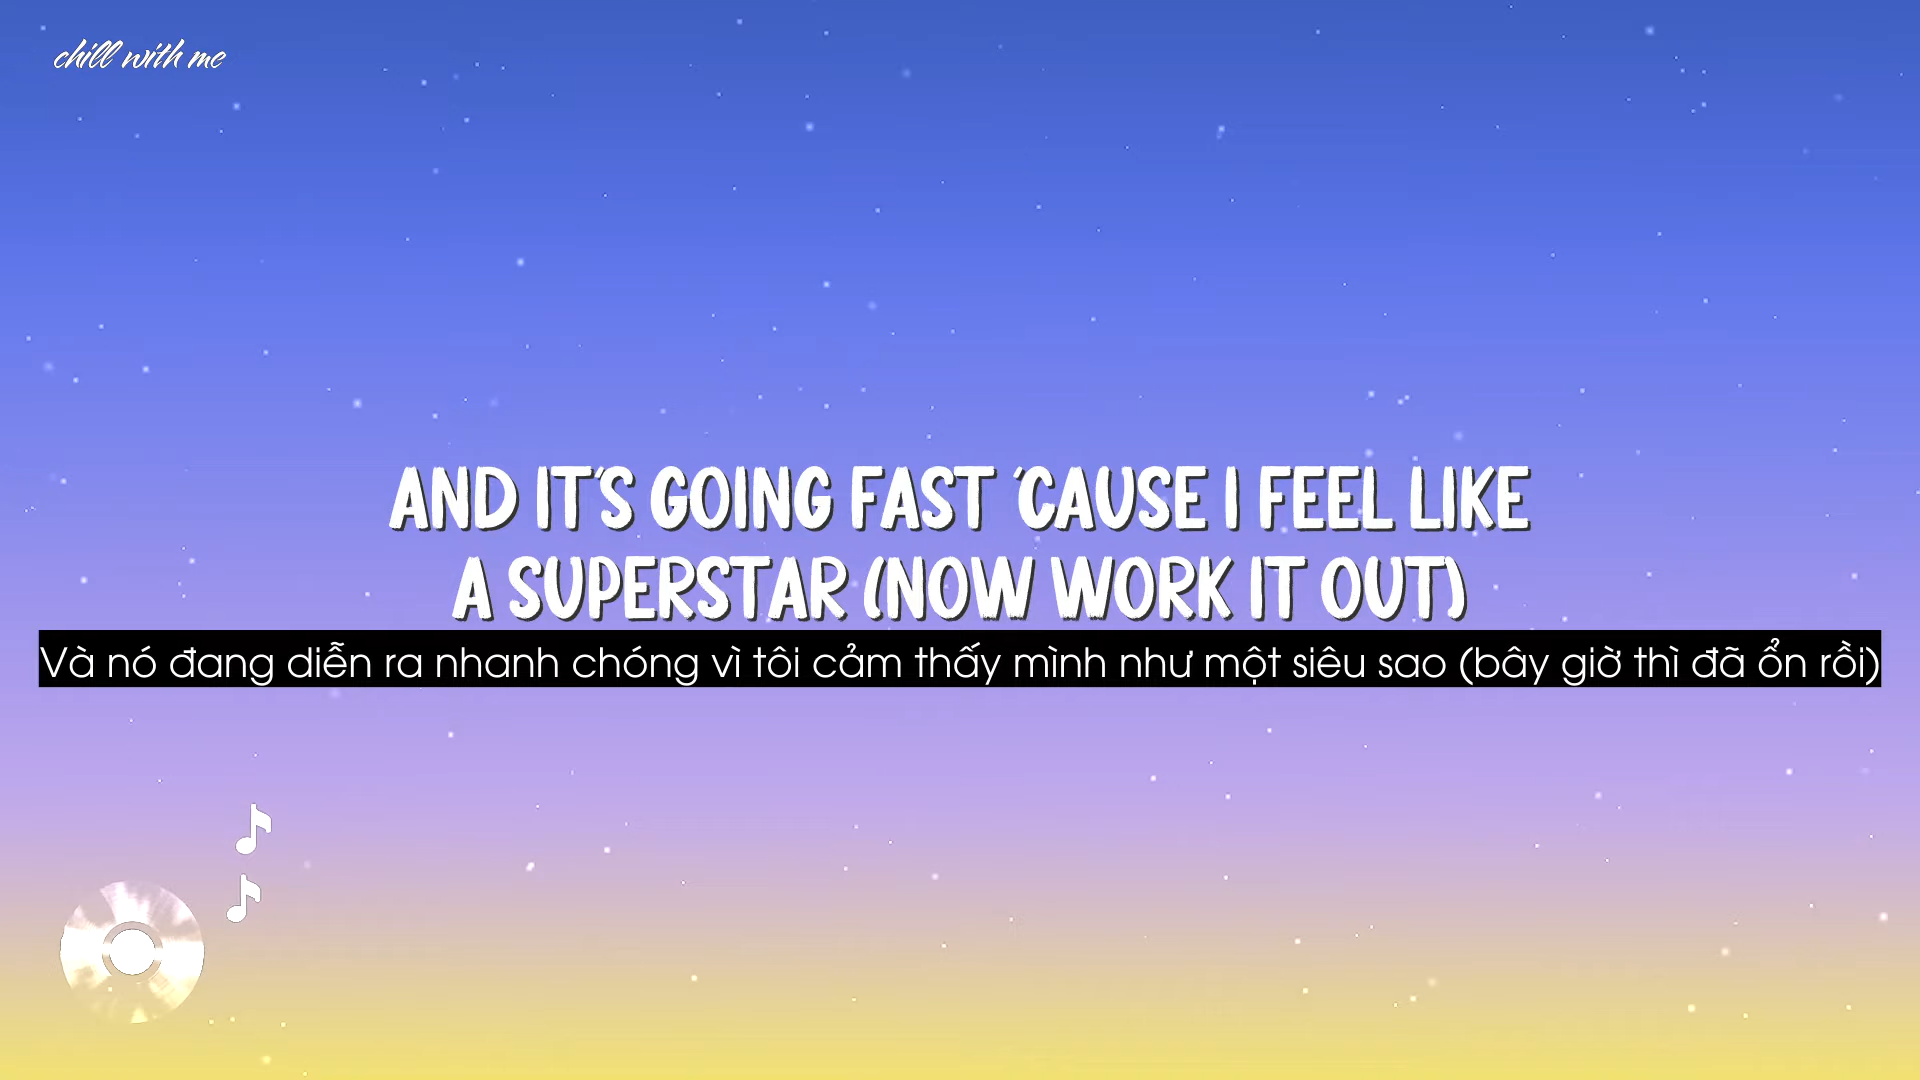 chill with me
AND IT'S GOING FAST 'CAUSE I FEEL LIKE
A SUPERSTAR (NOW WORK IT OUT)
Và nó đang diễn ra nhanh chóng vì tôi cảm thấy mình như một siêu sao (bây giờ thì đã ổn rồi)